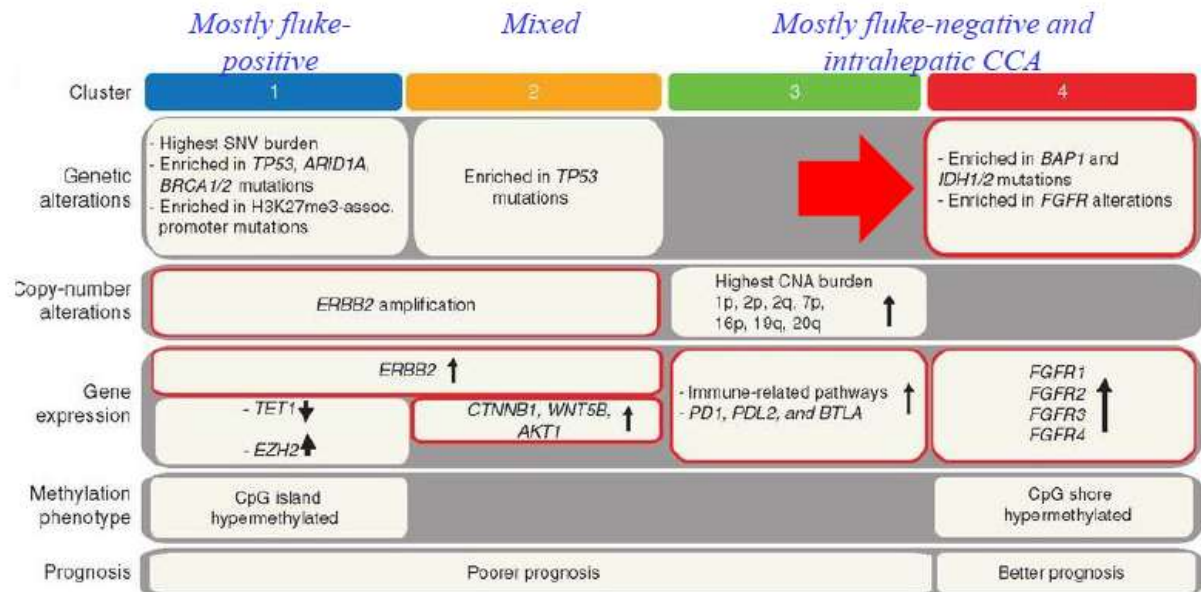 Mostly fluke-
positive
Mixed
Mostly fluke-negative and
intrahepatic CCA
Cluster
1
2
3
4
Genetic
alterations
- Highest SNV burden
- Enriched in TP53, ARID1A,
BRCA1/2 mutations
- Enriched in H3K27me3-assoc.
promoter mutations
Enriched in TP53
mutations
- Enriched in BAP1 and
IDH1/2 mutations
- Enriched in FGFR alterations
Copy-number
alterations
ERBB2 amplification
Highest CNA burden
1p, 2p, 2q, 7p,
16p, 19q, 20q
Gene
expression
ERBB2
- TET1
- EZH2
CTNNB1, WNT5B,
AKT1
- Immune-related pathways
- PD1, PDL2, and BTLA
FGFR1
FGFR2
FGFR3
FGFR4
Methylation
phenotype
CpG island
hypermethylated
CpG shore
hypermethylated
Prognosis
Poorer prognosis
Better prognosis